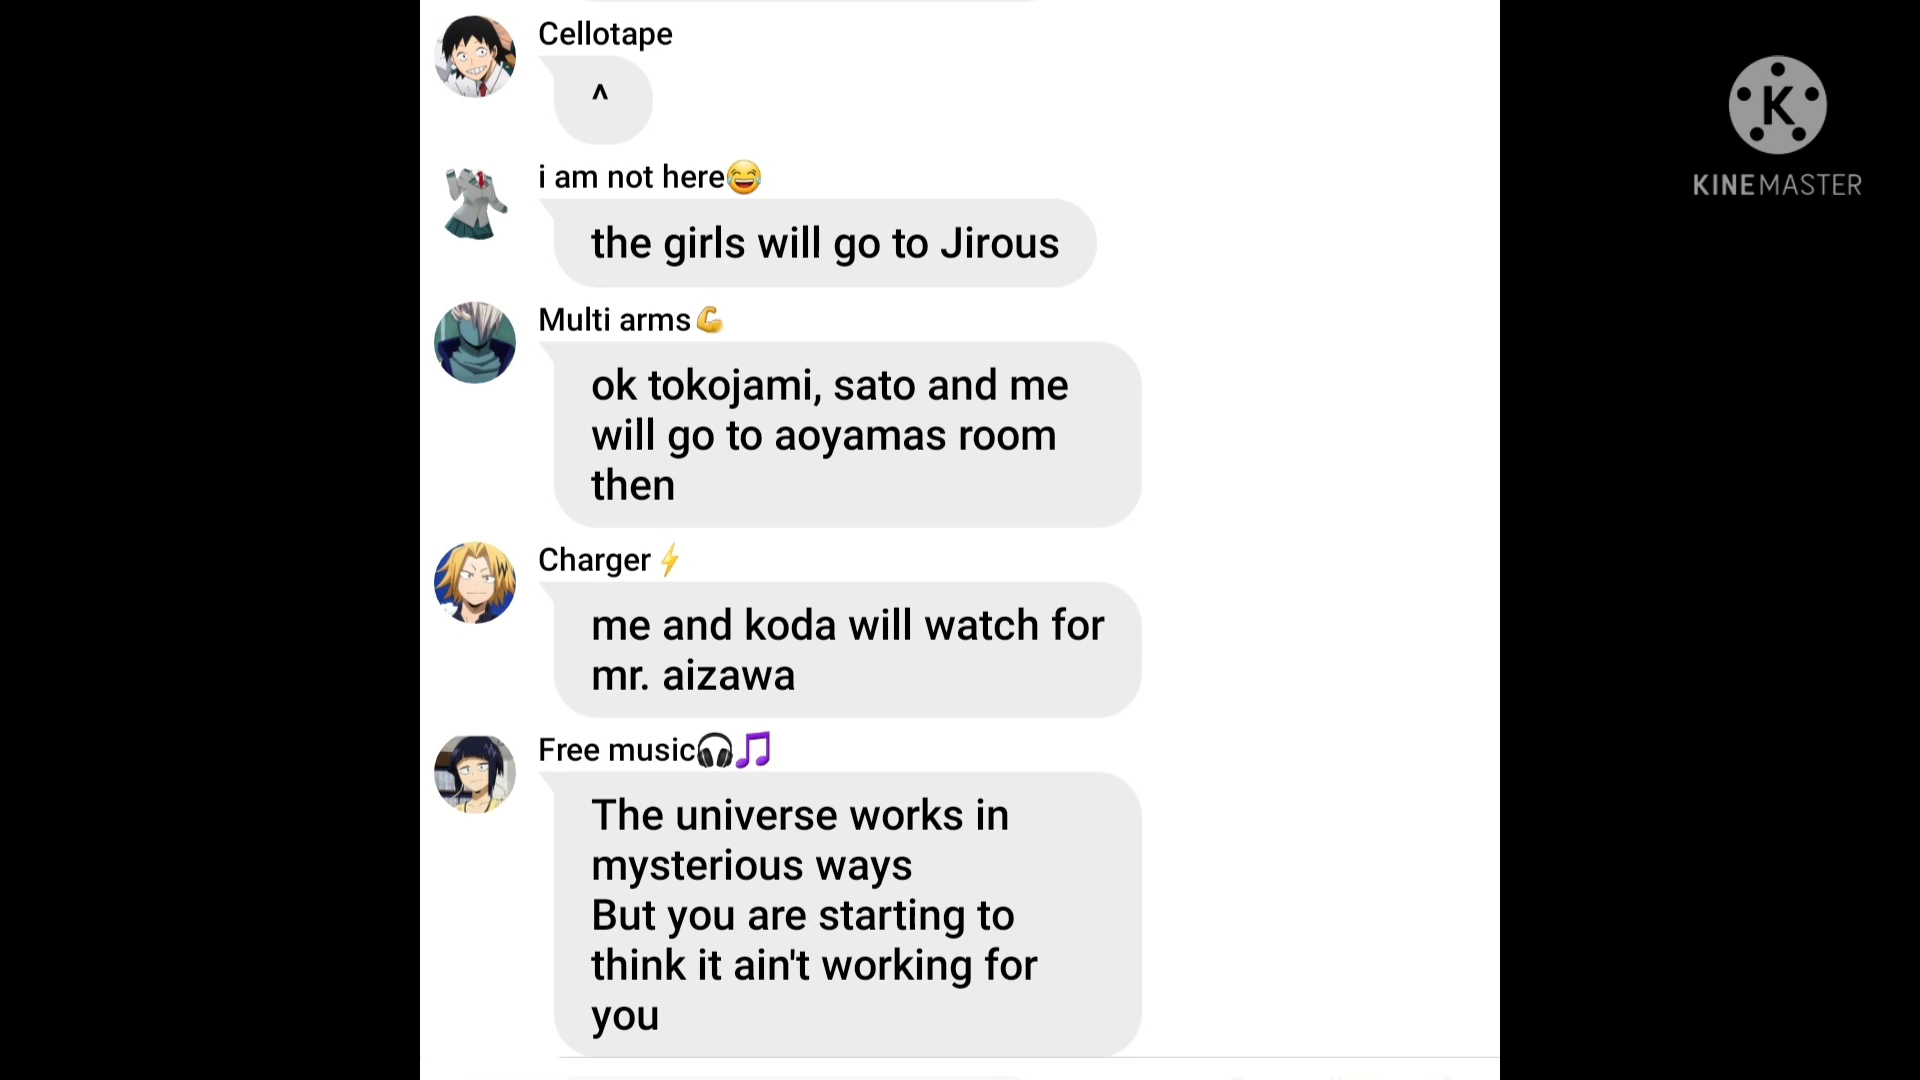 Cellotape
^
i am not here😂
the girls will go to Jirous
Multi arms💪
ok tokojami, sato and me
will go to aoyamas room
then
Charger⚡
me and koda will watch for
mr. aizawa
Free music🎧🎵
The universe works in
mysterious ways
But you are starting to
think it ain't working for
you
K
KINEMASTER